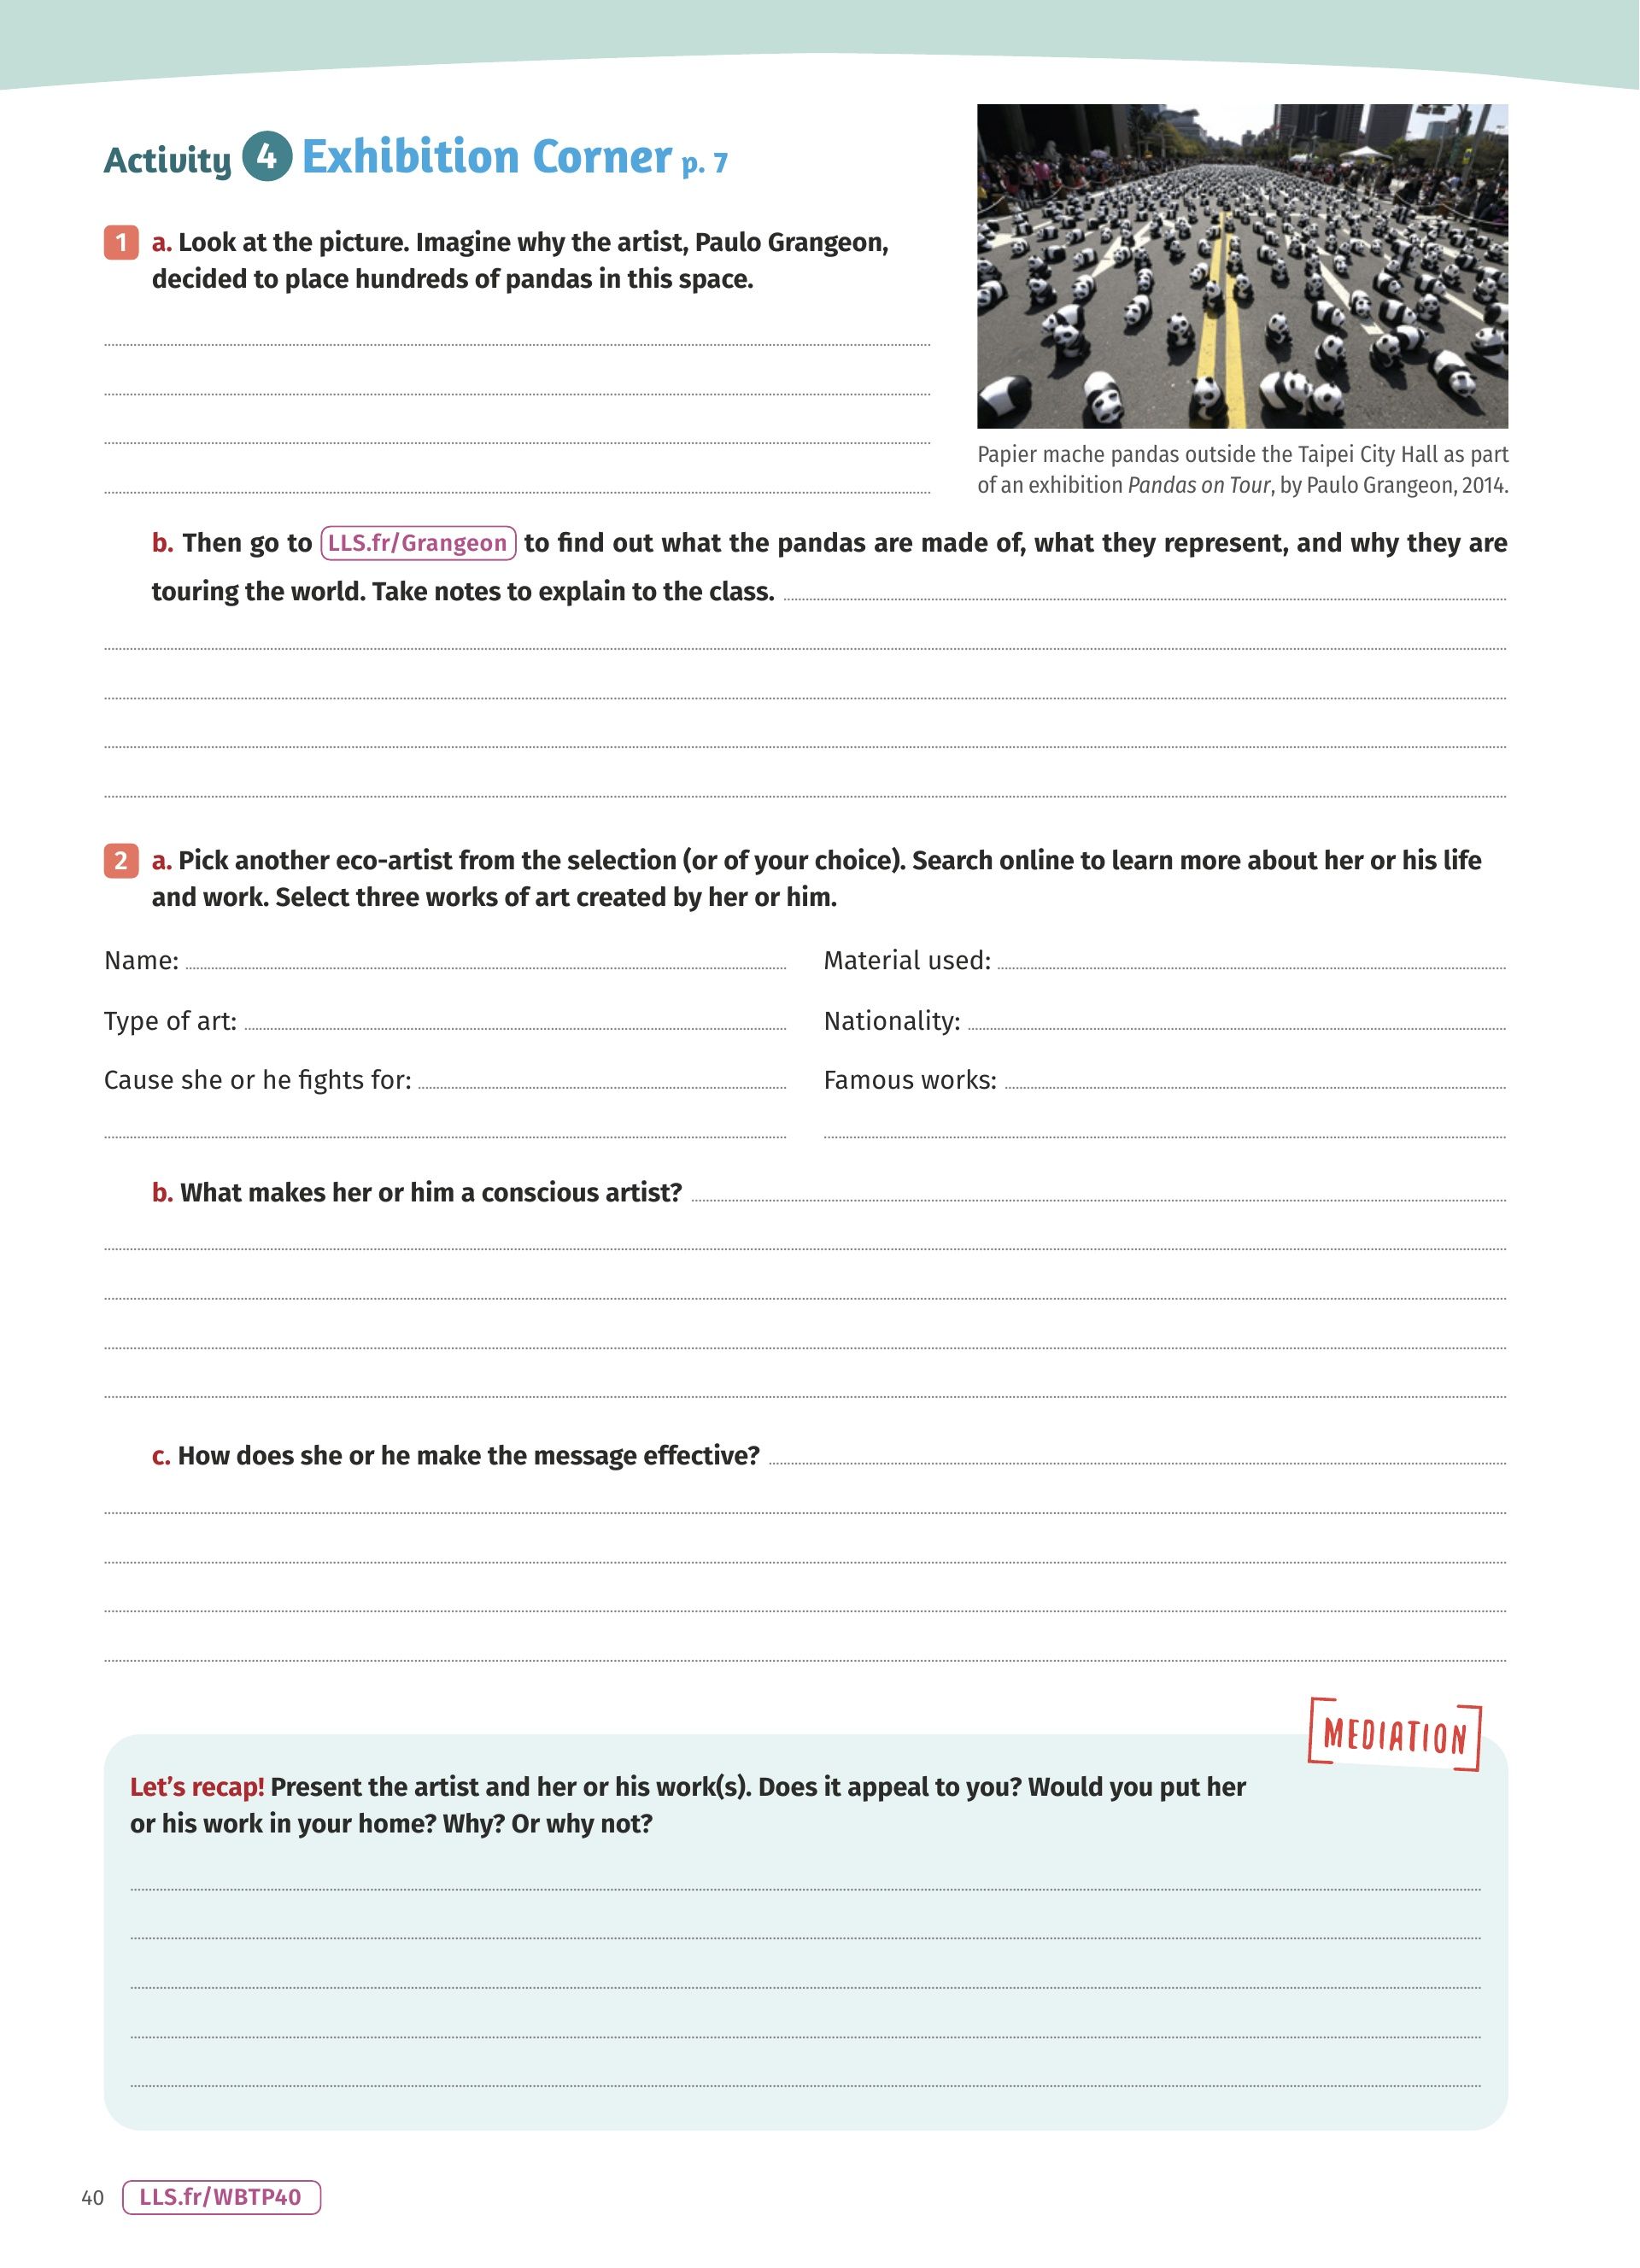 Activity 4 Exhibition Corner p. 7
1 a. Look at the picture. Imagine why the artist, Paulo Grangeon,
decided to place hundreds of pandas in this space.
Papier mache pandas outside the Taipei City Hall as part
of an exhibition Pandas on Tour, by Paulo Grangeon, 2014.
b. Then go to LLS.fr/Grangeon to find out what the pandas are made of, what they represent, and why they are
touring the world. Take notes to explain to the class.
2 a. Pick another eco-artist from the selection (or of your choice). Search online to learn more about her or his life
and work. Select three works of art created by her or him.
Name:
Material used:
Type of art:
Nationality:
Cause she or he fights for:
Famous works:
b. What makes her or him a conscious artist?
c. How does she or he make the message effective?
MEDIATION
Let's recap! Present the artist and her or his work(s). Does it appeal to you? Would you put her
or his work in your home? Why? Or why not?
40 LLS.fr/WBTP40